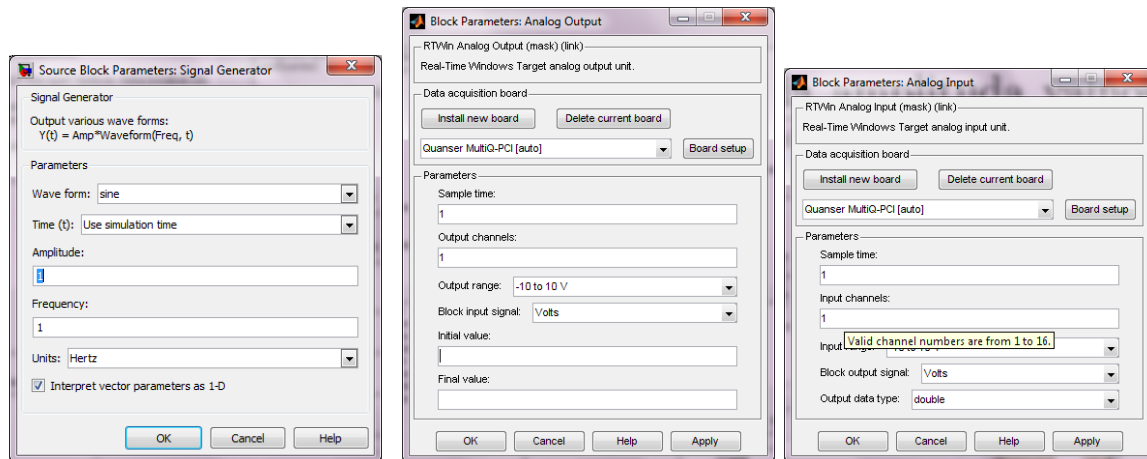 Source Block Parameters: Signal Generator
Signal Generator
Output various wave forms:
Y(t) = Amp*Waveform(Freq, t)
Parameters
Wave form: sine
Time (t): Use simulation time
Amplitude:
1
Frequency:
1
Units: Hertz
Interpret vector parameters as 1-D
OK Cancel Help
Block Parameters: Analog Output
RTWin Analog Output (mask) (link)
Real-Time Windows Target analog output unit.
Data acquisition board
Install new board Delete current board
Quanser MultiQ-PCI [auto] Board setup
Parameters
Sample time:
1
Output channels:
1
Output range: -10 to 10 V
Block input signal: Volts
Initial value:
Final value:
OK Cancel Help Apply
Block Parameters: Analog Input
RTWin Analog Input (mask) (link)
Real-Time Windows Target analog input unit.
Data acquisition board
Install new board Delete current board
Quanser MultiQ-PCI [auto] Board setup
Parameters
Sample time:
1
Input channels:
1
Valid channel numbers are from 1 to 16.
Input
Block output signal: Volts
Output data type: double
OK Cancel Help Apply